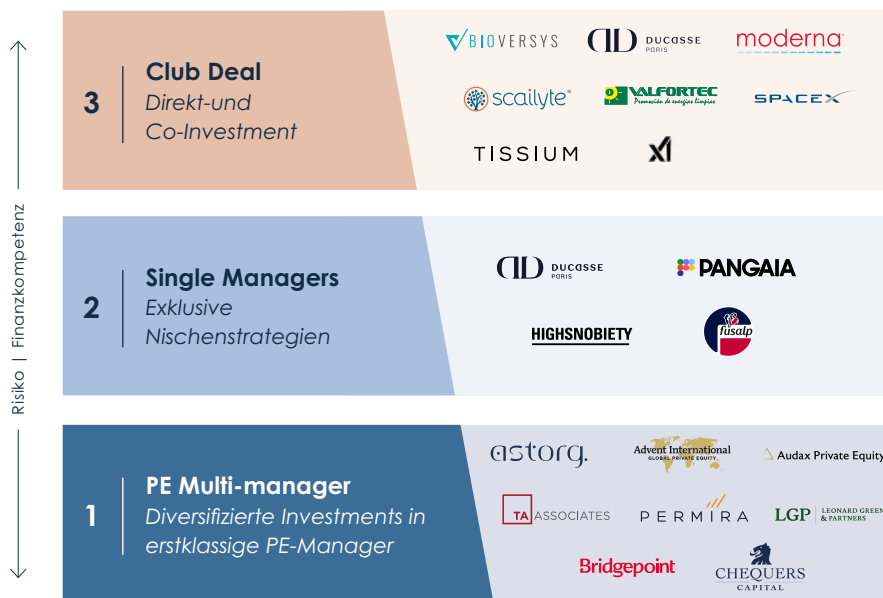 Risiko | Finanzkompetenz
3
Club Deal
Direkt-und
Co-Investment
BIOVERSYS
DUCASSE
PARIS
moderna
scailyte
VALFORTEC
Promoción de energías limpias
SPACEX
TISSIUM
xA
2
Single Managers
Exklusive
Nischenstrategien
DUCASSE
PARIS
PANGAIA
HIGHSNOBIETY
fusalp
1
PE Multi-manager
Diversifizierte Investments in
erstklassige PE-Manager
astorg.
Advent International
GLOBAL PRIVATE EQUITY
Audax Private Equity
TA ASSOCIATES
PERMIRA
LGP
LEONARD GREEN
& PARTNERS
Bridgepoint
CHEQUERS
CAPITAL